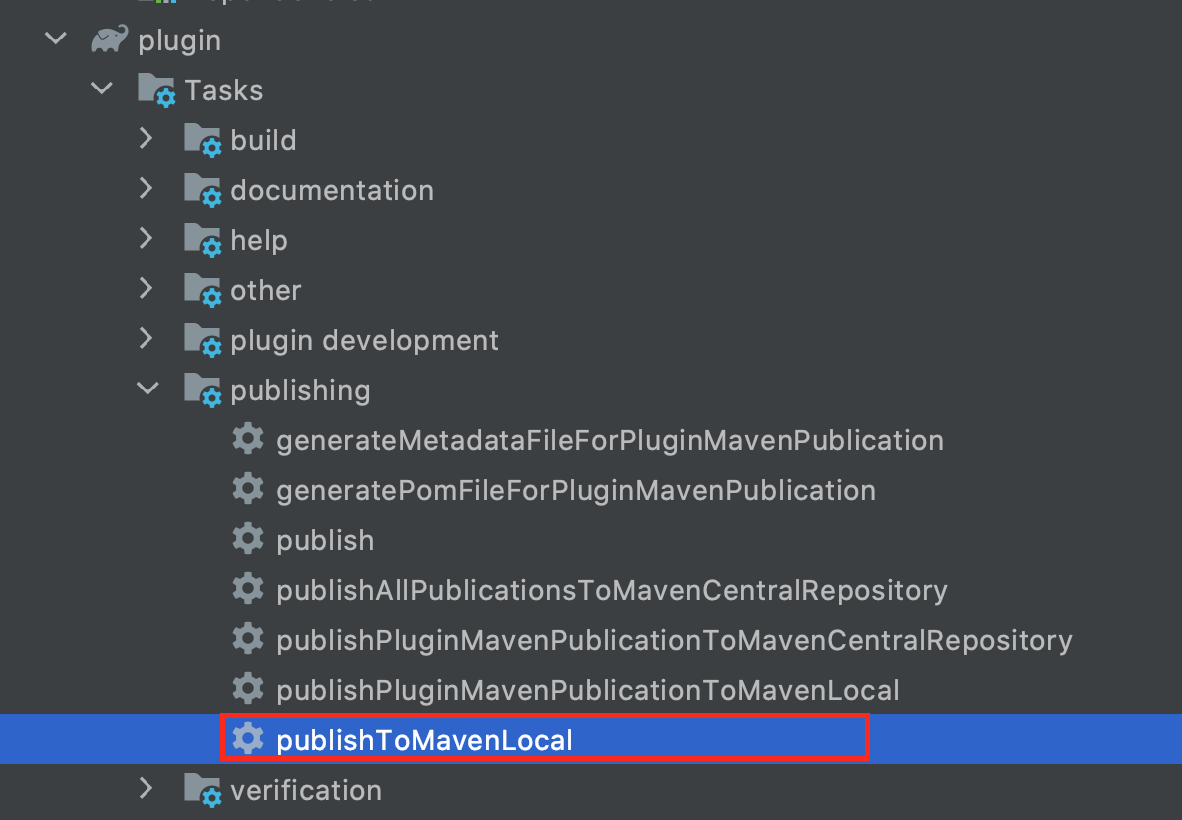 plugin
Tasks
build
documentation
help
other
plugin development
publishing
generateMetadataFileForPluginMavenPublication
generatePomFileForPluginMavenPublication
publish
publishAllPublicationsToMavenCentralRepository
publishPluginMavenPublicationToMavenCentralRepository
publishPluginMavenPublicationToMavenLocal
publishToMavenLocal
verification